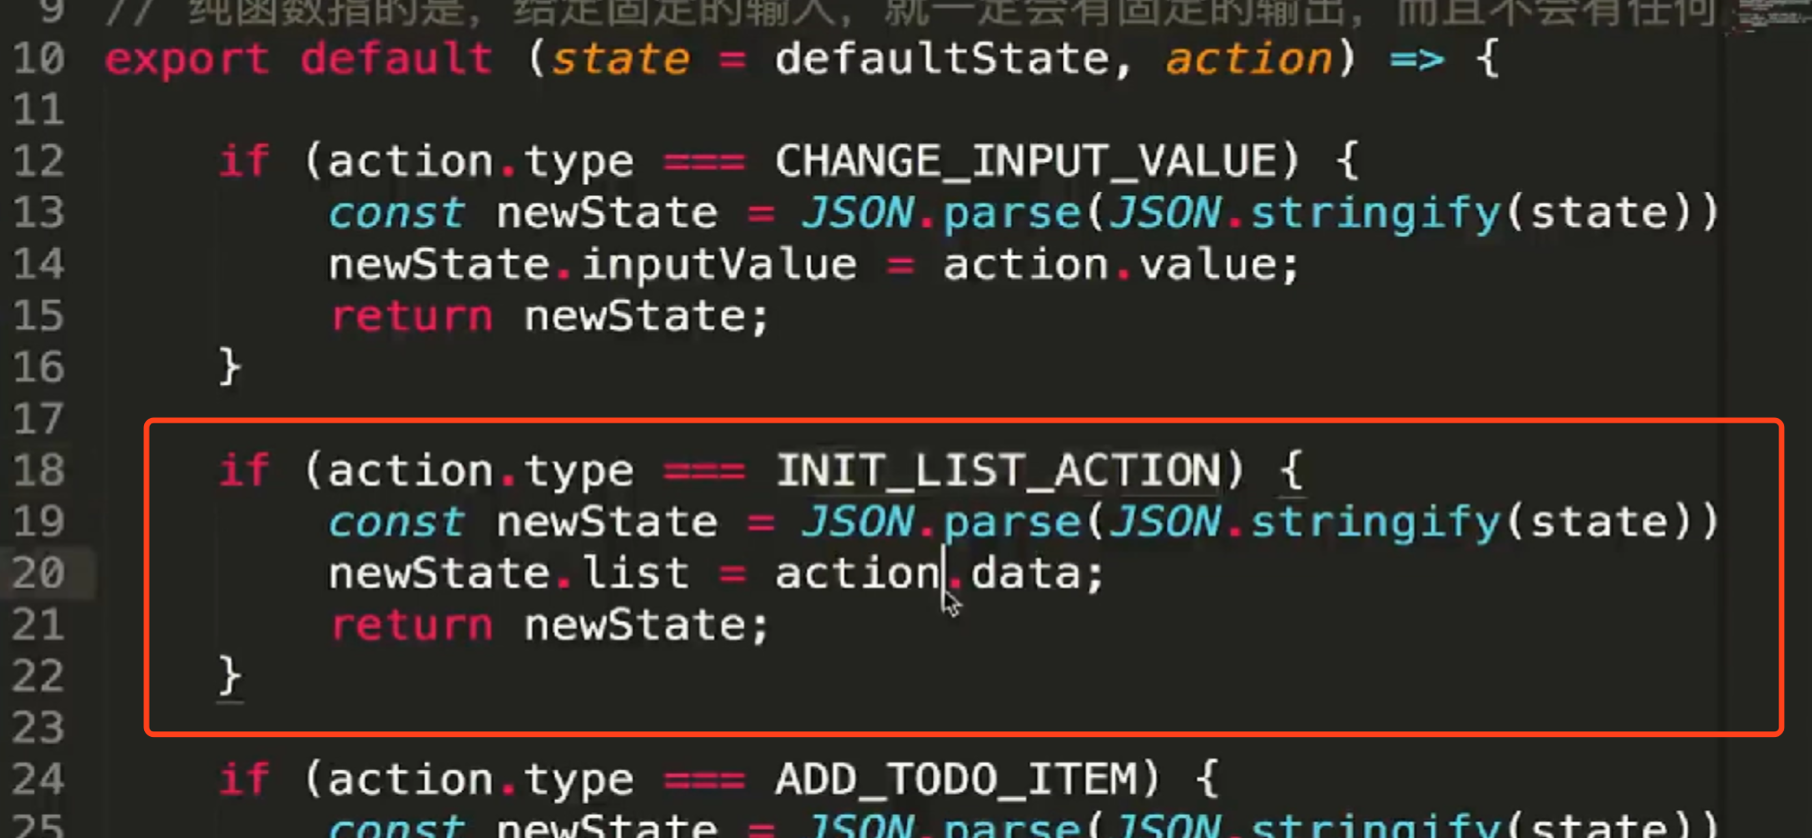 9 // 纯函数指的是，给定固定的输入，就一定会有固定的输出，而且不会有任何
10 export default (state = defaultState, action) => {
11
12 if (action.type === CHANGE_INPUT_VALUE) {
13 const newState = JSON.parse(JSON.stringify(state))
14 newState.inputValue = action.value;
15 return newState;
16 }
17
18 if (action.type === INIT_LIST_ACTION) {
19 const newState = JSON.parse(JSON.stringify(state))
20 newState.list = action.data;
21 return newState;
22 }
23
24 if (action.type === ADD_TODO_ITEM) {
25 const newState = JSON.parse(JSON.stringify(state))